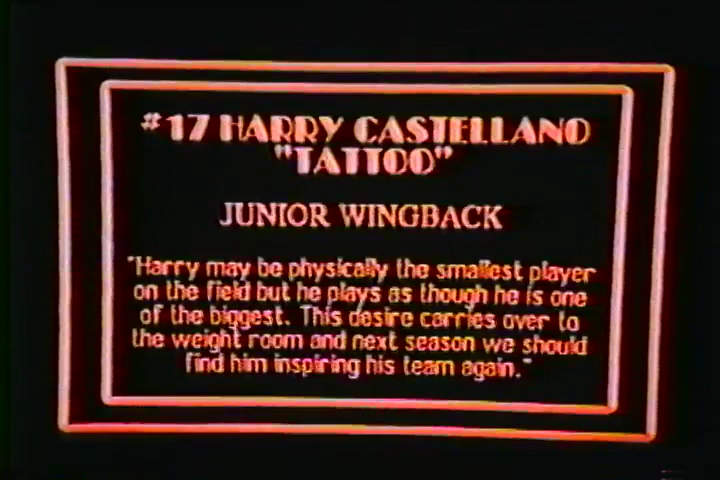 #17 HARRY CASTELLANO
"TATTOO"
JUNIOR WINGBACK
"Harry may be physically the smallest player
on the field but he plays as though he is one
of the biggest. This desire carries over to
the weight room and next season we should
find him inspiring his team again."